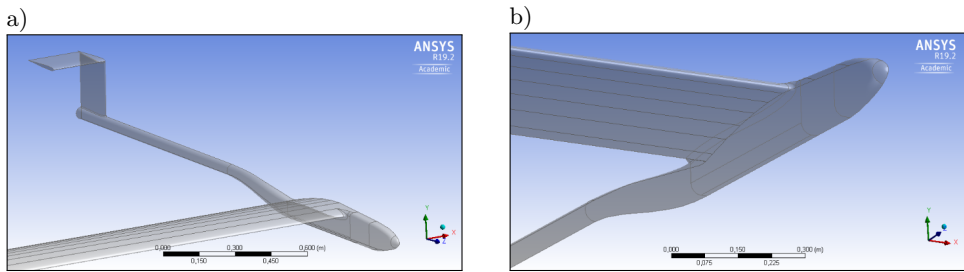 a)
ANSYS
R19.2
Academic
Y
X
Z
0,000 0,300 0,600 (m)
0,150 0,450
b)
ANSYS
R19.2
Academic
Y
X
0,000 0,150 0,300 (m)
0,075 0,225